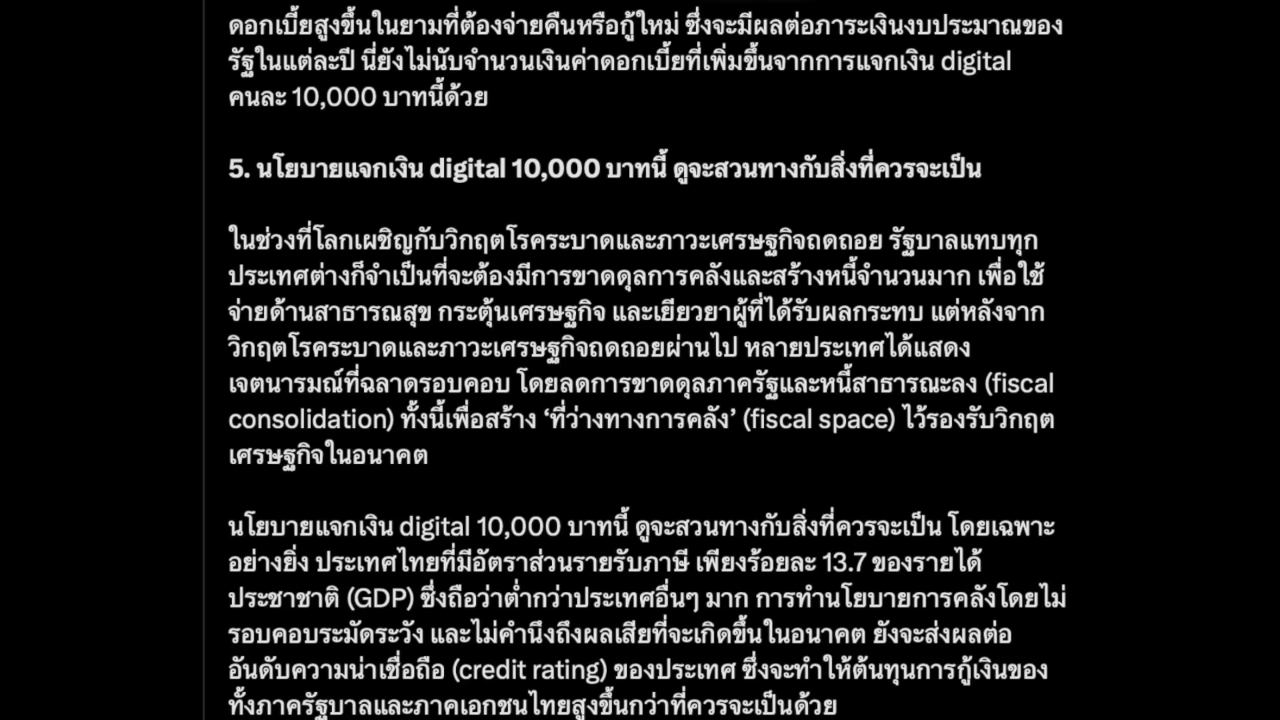 ดอกเบี้ยสูงขึ้นในยามที่ต้องจ่ายคืนหรือกู้ใหม่ ซึ่งจะมีผลต่อภาระเงินงบประมาณของ
รัฐในแต่ละปี นี่ยังไม่นับจำนวนเงินค่าดอกเบี้ยที่เพิ่มขึ้นจากการแจกเงิน digital
คนละ 10,000 บาทนี้ด้วย
5. นโยบายแจกเงิน digital 10,000 บาทนี้ ดูจะสวนทางกับสิ่งที่ควรจะเป็น
ในช่วงที่โลกเผชิญกับวิกฤตโรคระบาดและภาวะเศรษฐกิจถดถอย รัฐบาลแทบทุก
ประเทศต่างก็จำเป็นที่จะต้องมีการขาดดุลการคลังและสร้างหนี้จำนวนมาก เพื่อใช้
จ่ายด้านสาธารณสุข กระตุ้นเศรษฐกิจ และเยียวยาผู้ที่ได้รับผลกระทบ แต่หลังจาก
วิกฤตโรคระบาดและภาวะเศรษฐกิจถดถอยผ่านไป หลายประเทศได้แสดง
เจตนารมณ์ที่ฉลาดรอบคอบ โดยลดการขาดดุลภาครัฐและหนี้สาธารณะลง (fiscal
consolidation) ทั้งนี้เพื่อสร้าง ‘ที่ว่างทางการคลัง’ (fiscal space) ไว้รองรับวิกฤต
เศรษฐกิจในอนาคต
นโยบายแจกเงิน digital 10,000 บาทนี้ ดูจะสวนทางกับสิ่งที่ควรจะเป็น โดยเฉพาะ
อย่างยิ่ง ประเทศไทยที่มีอัตราส่วนรายรับภาษี เพียงร้อยละ 13.7 ของรายได้
ประชาชาติ (GDP) ซึ่งถือว่าต่ำกว่าประเทศอื่นๆ มาก การทำนโยบายการคลังโดยไม่
รอบคอบระมัดระวัง และไม่คำนึงถึงผลเสียที่จะเกิดขึ้นในอนาคต ยังจะส่งผลต่อ
อันดับความน่าเชื่อถือ (credit rating) ของประเทศ ซึ่งจะทำให้ต้นทุนการกู้เงินของ
ทั้งภาครัฐบาลและภาคเอกชนไทยสูงขึ้นกว่าที่ควรจะเป็นด้วย